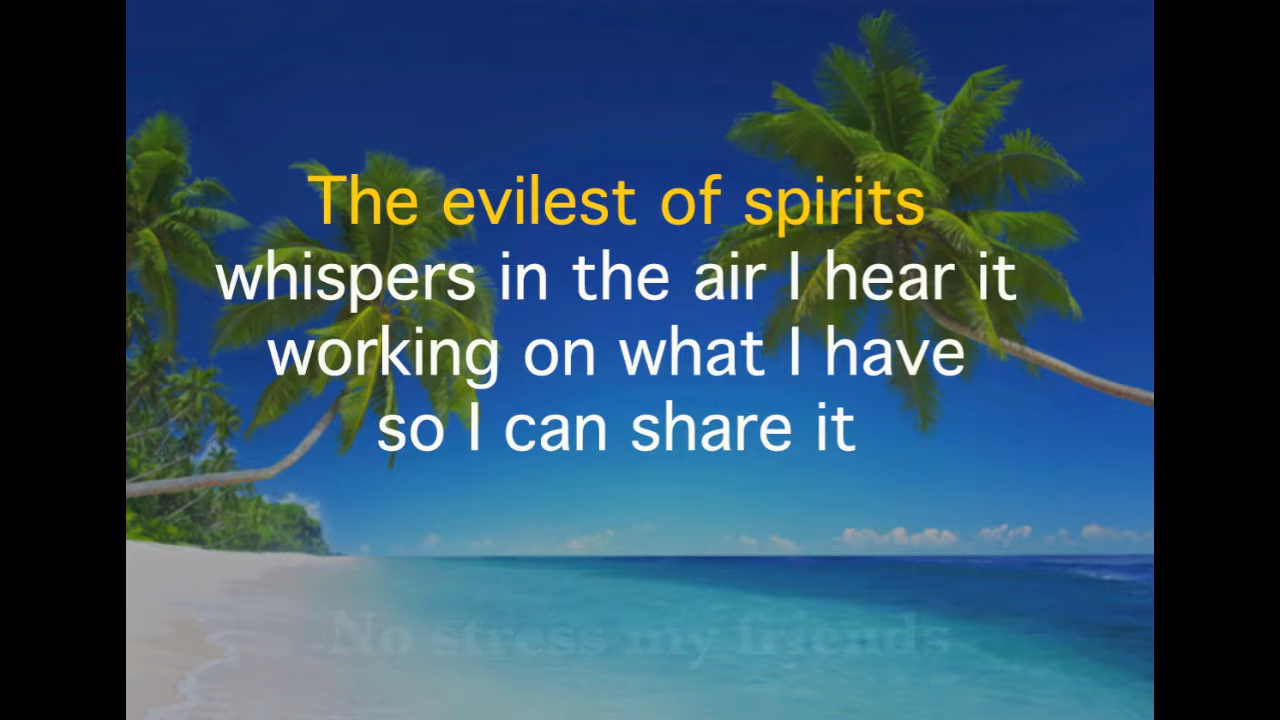 The evilest of spirits
whispers in the air I hear it
working on what I have
so I can share it
No stress my friends